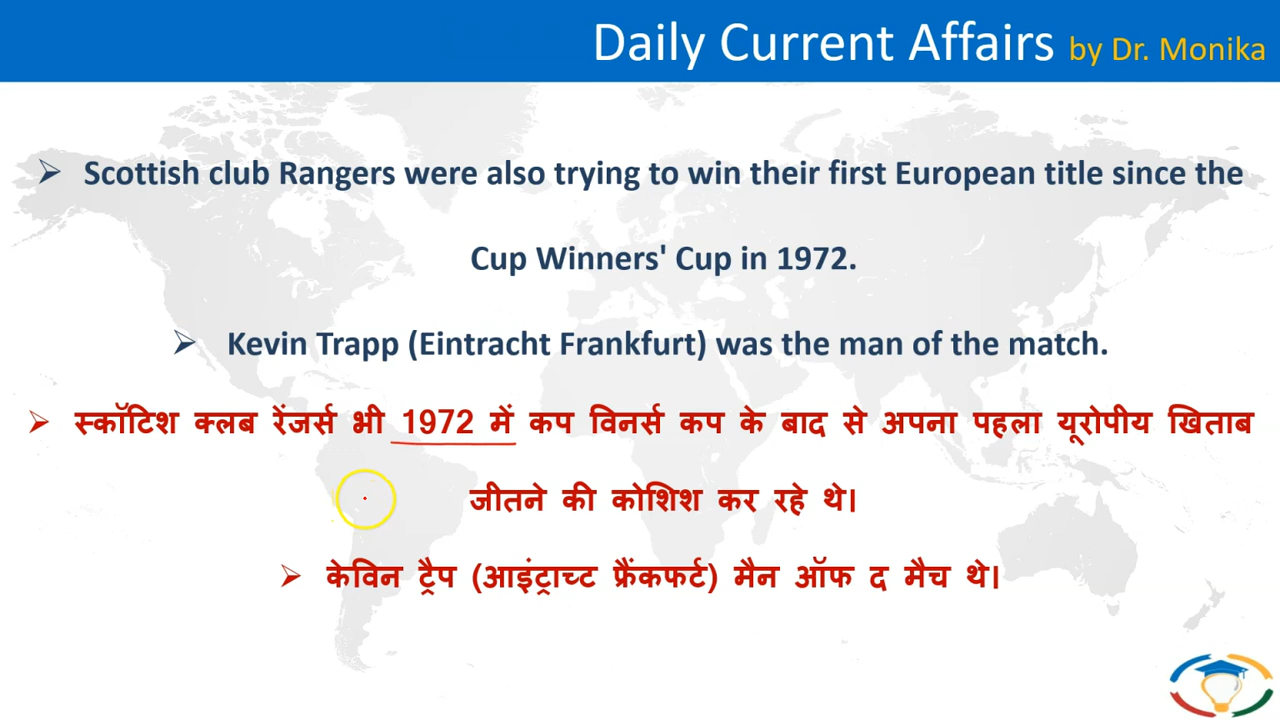 Daily Current Affairs by Dr. Monika
➢ Scottish club Rangers were also trying to win their first European title since the
Cup Winners' Cup in 1972.
➢ Kevin Trapp (Eintracht Frankfurt) was the man of the match.
➢ स्कॉटिश क्लब रेंजर्स भी 1972 में कप विनर्स कप के बाद से अपना पहला यूरोपीय खिताब
जीतने की कोशिश कर रहे थे।
➢ केविन ट्रैप (आइंट्राच्ट फ्रैंकफर्ट) मैन ऑफ द मैच थे।